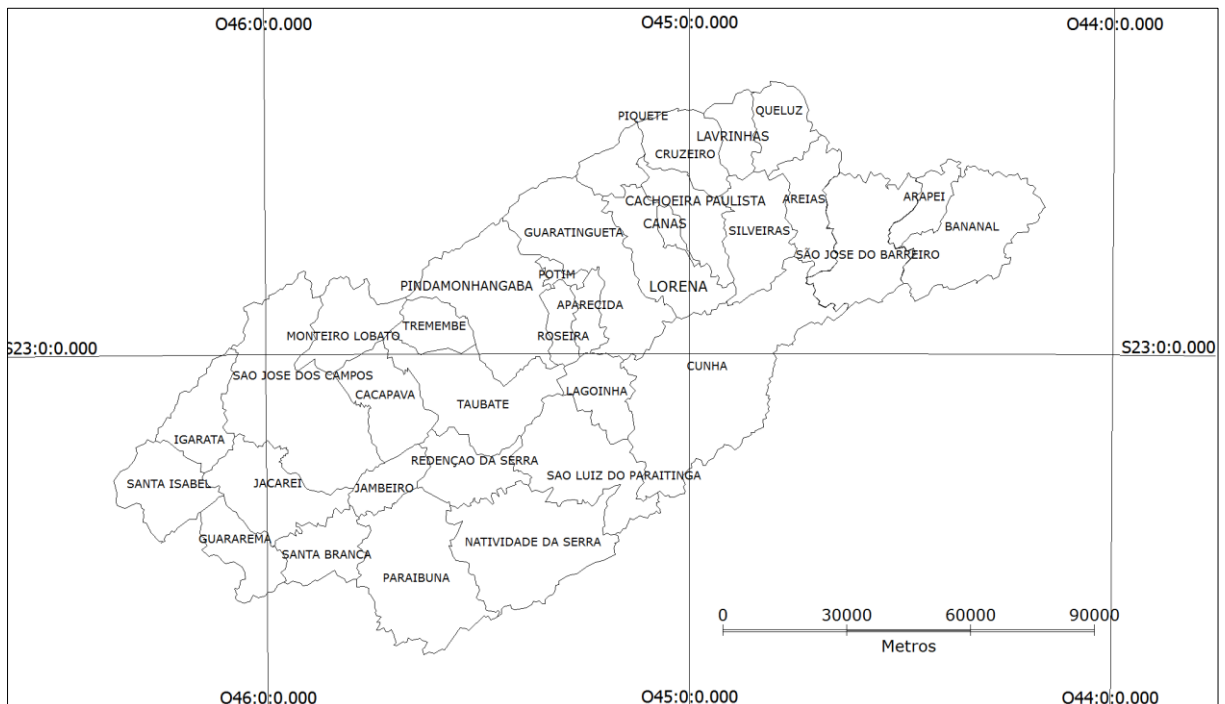 O46:0:0.000
O45:0:0.000
O44:0:0.000
QUELUZ
PIQUETE
LAVRINHAS
CRUZEIRO
ARAPEI
CACHOEIRA PAULISTA
AREIAS
CANAS
BANANAL
GUARATINGUETA
SILVEIRAS
SÃO JOSE DO BARREIRO
POTIM
PINDAMONHANGABA
LORENA
APARECIDA
TREMEMBE
MONTEIRO LOBATO
ROSEIRA
S23:0:0.000
S23:0:0.000
CUNHA
SAO JOSE DOS CAMPOS
LAGOINHA
CACAPAVA
TAUBATE
IGARATA
REDENÇAO DA SERRA
SAO LUIZ DO PARAITINGA
SANTA ISABEL
JACAREI
JAMBEIRO
GUARAREMA
NATIVIDADE DA SERRA
SANTA BRANCA
PARAIBUNA
0 30000 60000 90000
Metros
O46:0:0.000
O45:0:0.000
O44:0:0.000